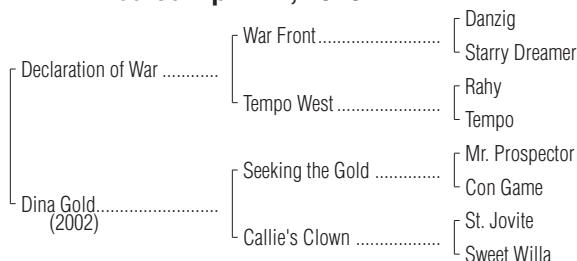 Danzig
War Front
Starry Dreamer
Declaration of War
Rahy
Tempo West
Tempo
Mr. Prospector
Seeking the Gold
Con Game
Dina Gold
(2002)
St. Jovite
Callie's Clown
Sweet Willa